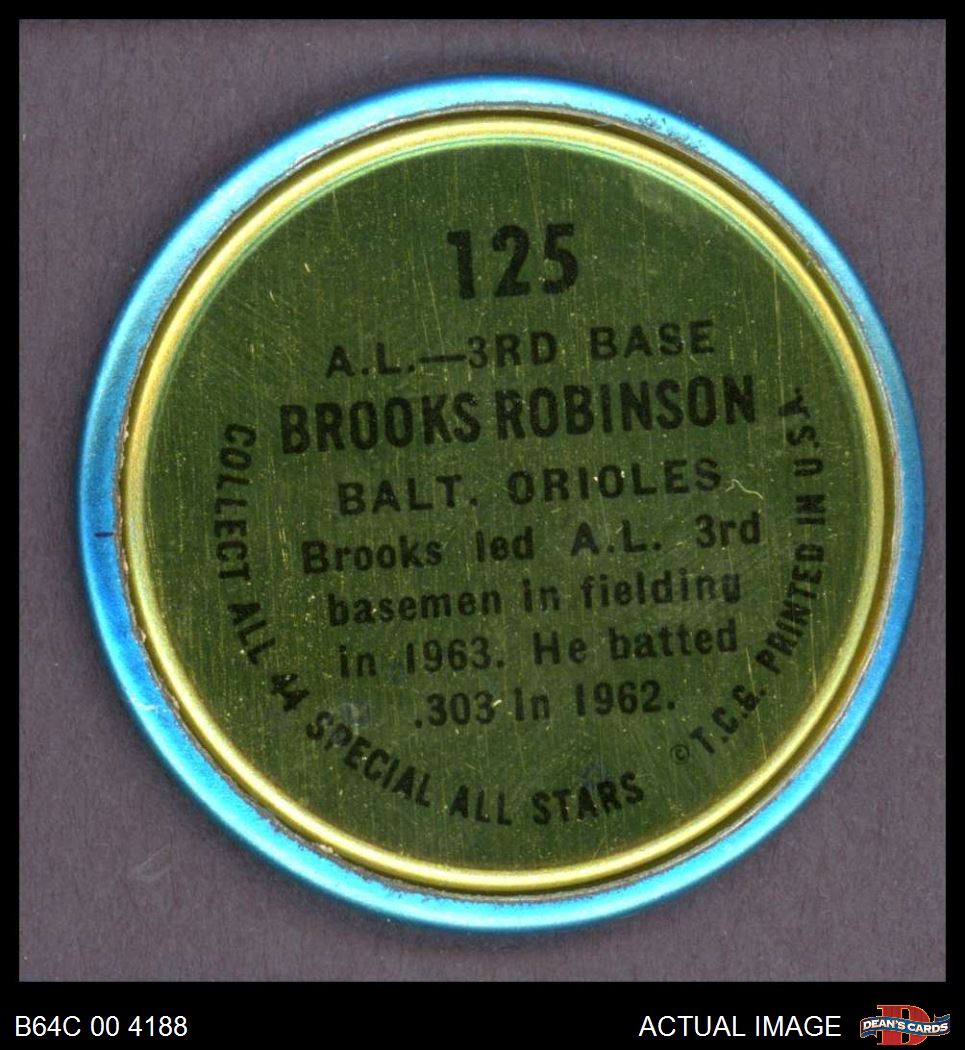 125
A.L.—3RD BASE
BROOKS ROBINSON
BALT. ORIOLES
Brooks led A.L. 3rd
basemen in fielding
in 1963. He batted
.303 in 1962.
COLLECT ALL 44 SPECIAL ALL STARS
© T.C.G. PRINTED IN U.S.A.
B64C 00 4188
ACTUAL IMAGE
DEAN'S CARDS